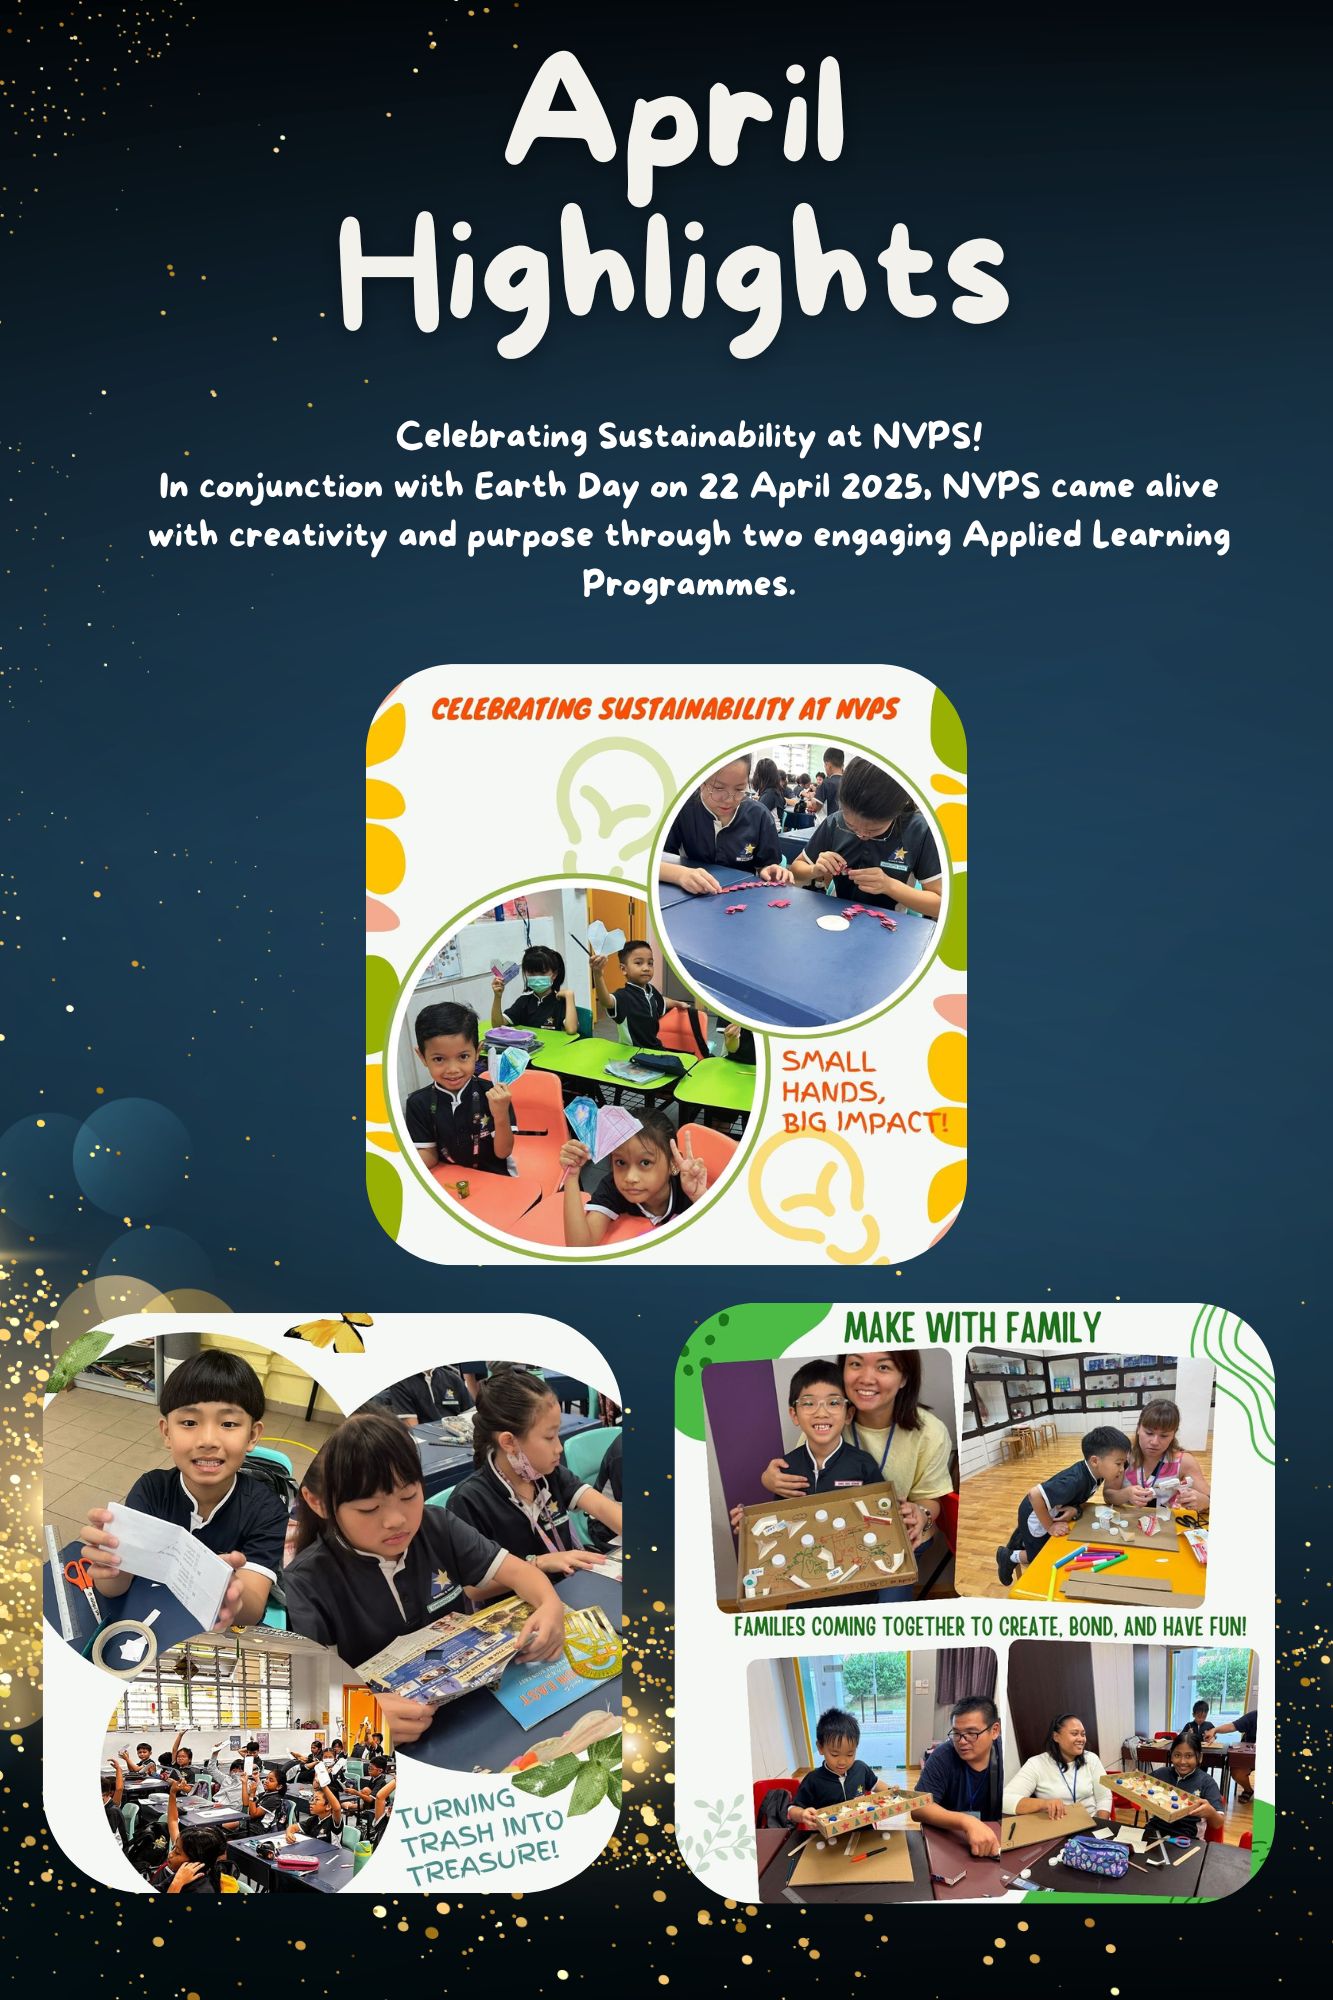 April
Highlights
Celebrating Sustainability at NVPS!
In conjunction with Earth Day on 22 April 2025, NVPS came alive
with creativity and purpose through two engaging Applied Learning
Programmes.
CELEBRATING SUSTAINABILITY AT NVPS
SMALL
HANDS,
BIG IMPACT!
TURNING
TRASH INTO
TREASURE!
MAKE WITH FAMILY
FAMILIES COMING TOGETHER TO CREATE, BOND, AND HAVE FUN!